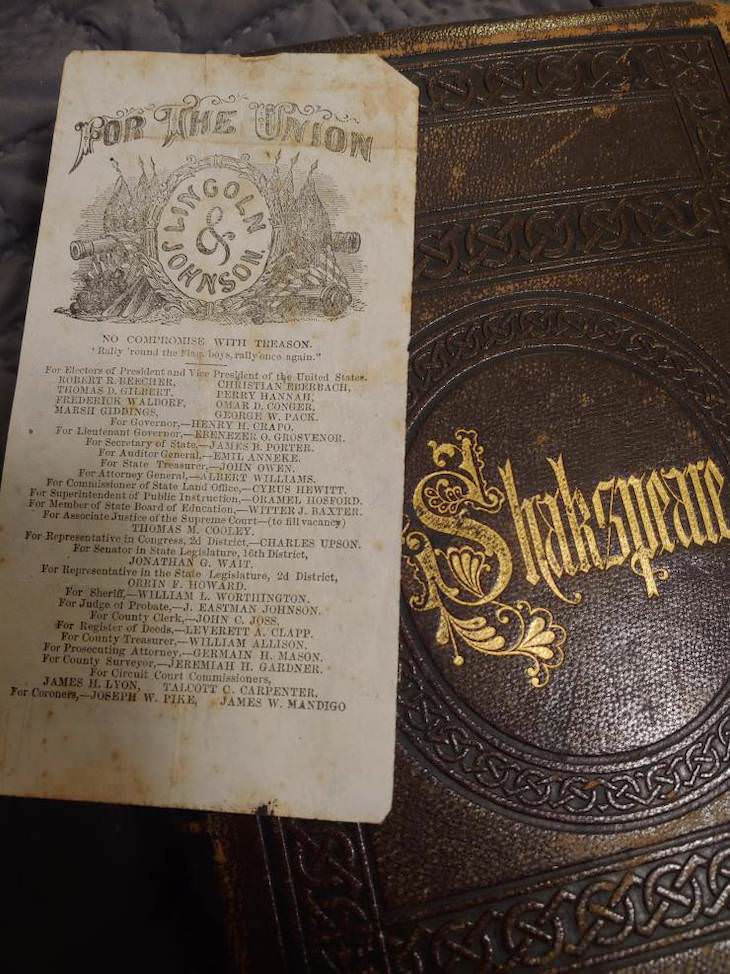 FOR THE UNION
LINCOLN
&
JOHNSON.
NO COMPROMISE WITH TREASON.
"Rally 'round the Flag, boys, rally once again."
For Electors of President and Vice President of the United States.
ROBERT R. BEECHER, CHRISTIAN EBERBACH,
THOMAS D. GILBERT, PERRY HANNAH,
FREDERICK WALDORF, OMAR D. CONGER,
MARSH GIDDINGS, GEORGE W. PACK.
For Governor,—HENRY H. CRAPO.
For Lieutenant Governor,—EBENEZER O. GROSVENOR.
For Secretary of State,—JAMES B. PORTER.
For Auditor General,—EMIL ANNEKE.
For State Treasurer,—JOHN OWEN.
For Attorney General,—ALBERT WILLIAMS.
For Commissioner of State Land Office,—CYRUS HEWITT.
For Superintendent of Public Instruction,—ORAMEL HOSFORD.
For Member of State Board of Education,—WITTER J. BAXTER.
For Associate Justice of the Supreme Court—(to fill vacancy)
THOMAS M. COOLEY.
For Representative in Congress, 2d District,—CHARLES UPSON.
For Senator in State Legislature, 16th District,
JONATHAN G. WAIT.
For Representative in the State Legislature, 2d District,
ORRIN F. HOWARD.
For Sheriff,—WILLIAM L. WORTHINGTON.
For Judge of Probate,—J. EASTMAN JOHNSON.
For County Clerk,—JOHN C. JOSS.
For Register of Deeds,—LEVERETT A. CLAPP.
For County Treasurer,—WILLIAM ALLISON.
For Prosecuting Attorney,—GERMAIN H. MASON.
For County Surveyor,—JEREMIAH H. GARDNER.
For Circuit Court Commissioners,
JAMES H. LYON, TALCOTT C. CARPENTER,
For Coroners,—JOSEPH W. PIKE, JAMES W. MANDIGO
Shakspeare